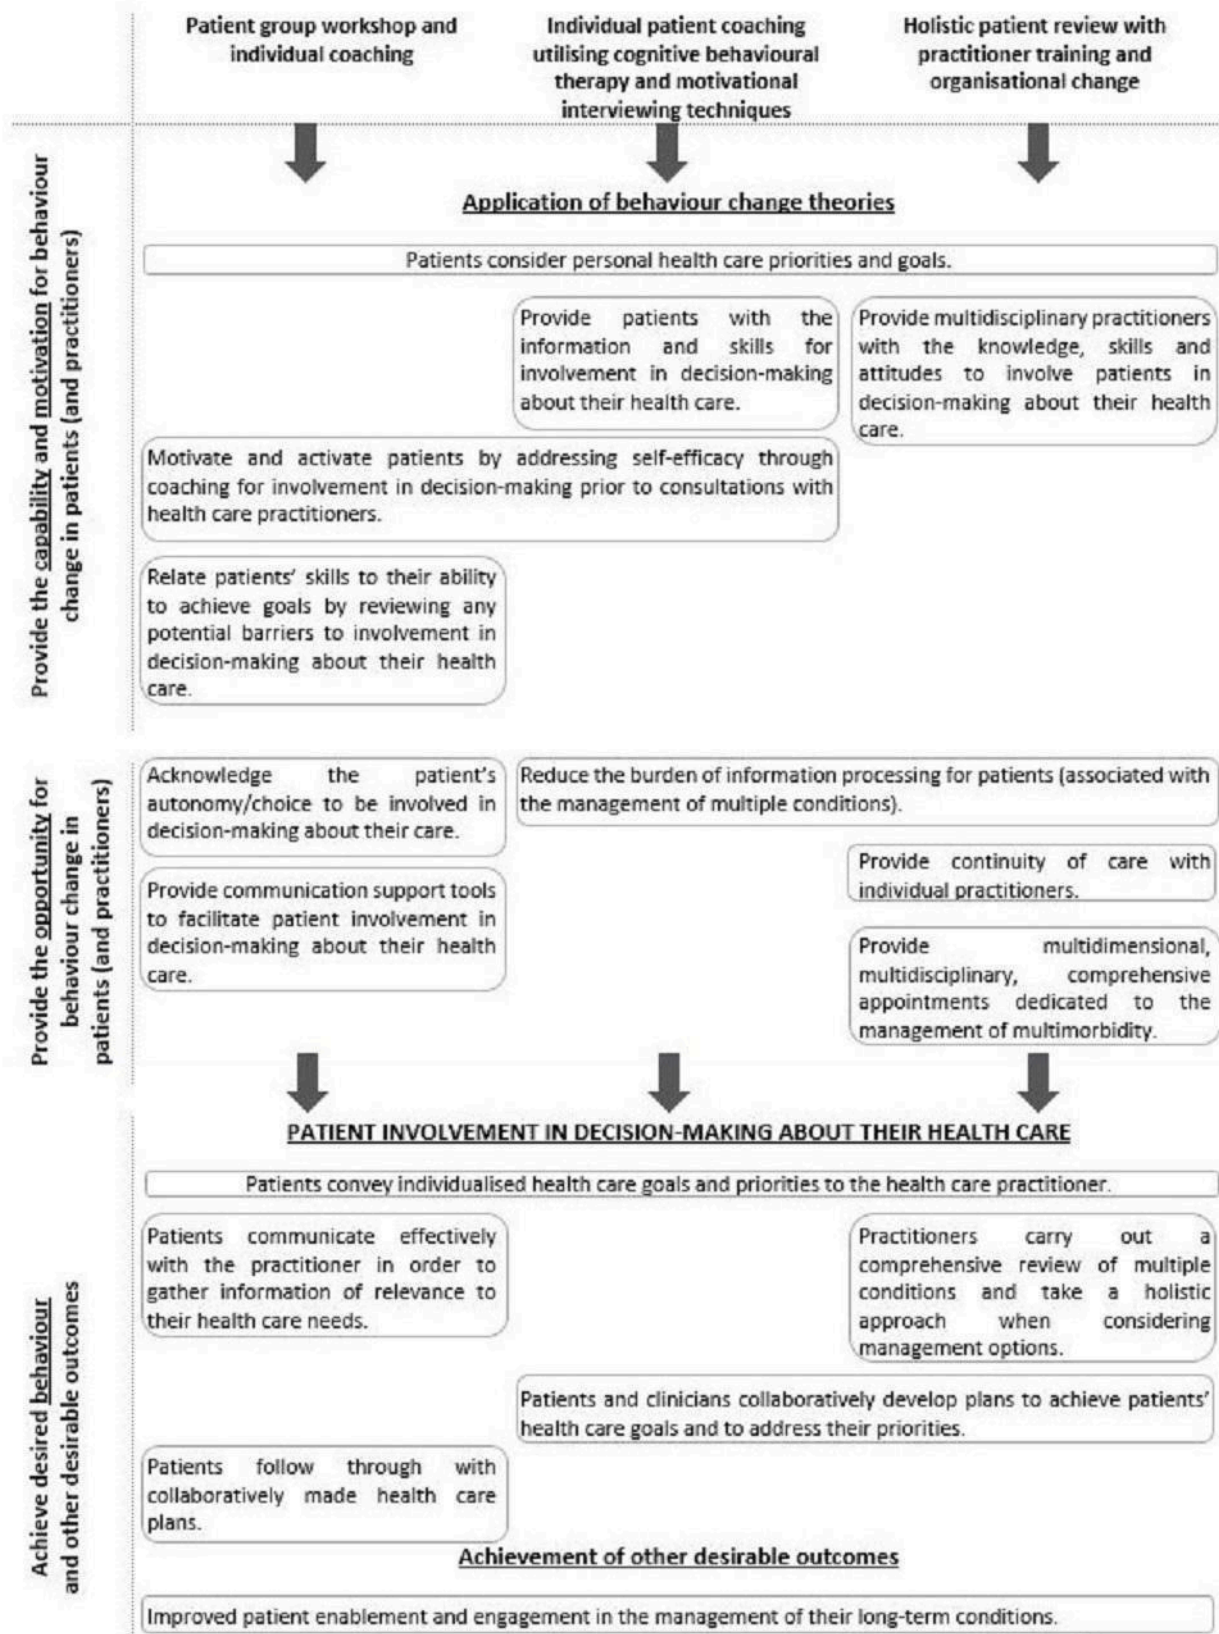 Patient group workshop and
individual coaching
Individual patient coaching
utilising cognitive behavioural
therapy and motivational
interviewing techniques
Holistic patient review with
practitioner training and
organisational change
Provide the capability and motivation for behaviour
change in patients (and practitioners)
Application of behaviour change theories
Patients consider personal health care priorities and goals.
Provide patients with the
information and skills for
involvement in decision-making
about their health care.
Provide multidisciplinary practitioners
with the knowledge, skills and
attitudes to involve patients in
decision-making about their health
care.
Motivate and activate patients by addressing self-efficacy through
coaching for involvement in decision-making prior to consultations with
health care practitioners.
Relate patients' skills to their ability
to achieve goals by reviewing any
potential barriers to involvement in
decision-making about their health
care.
Provide the opportunity for
behaviour change in
patients (and practitioners)
Acknowledge the patient's
autonomy/choice to be involved in
decision-making about their care.
Reduce the burden of information processing for patients (associated with
the management of multiple conditions).
Provide continuity of care with
individual practitioners.
Provide communication support tools
to facilitate patient involvement in
decision-making about their health
care.
Provide multidimensional,
multidisciplinary, comprehensive
appointments dedicated to the
management of multimorbidity.
Achieve desired behaviour
and other desirable outcomes
PATIENT INVOLVEMENT IN DECISION-MAKING ABOUT THEIR HEALTH CARE
Patients convey individualised health care goals and priorities to the health care practitioner.
Patients communicate effectively
with the practitioner in order to
gather information of relevance to
their health care needs.
Practitioners carry out a
comprehensive review of multiple
conditions and take a holistic
approach when considering
management options.
Patients and clinicians collaboratively develop plans to achieve patients'
health care goals and to address their priorities.
Patients follow through with
collaboratively made health care
plans.
Achievement of other desirable outcomes
Improved patient enablement and engagement in the management of their long-term conditions.